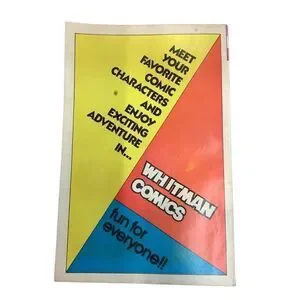 MEET
YOUR
FAVORITE
COMIC
CHARACTERS
AND
ENJOY
EXCITING
ADVENTURE
IN...
WHITMAN
COMICS
fun for
everyone!!